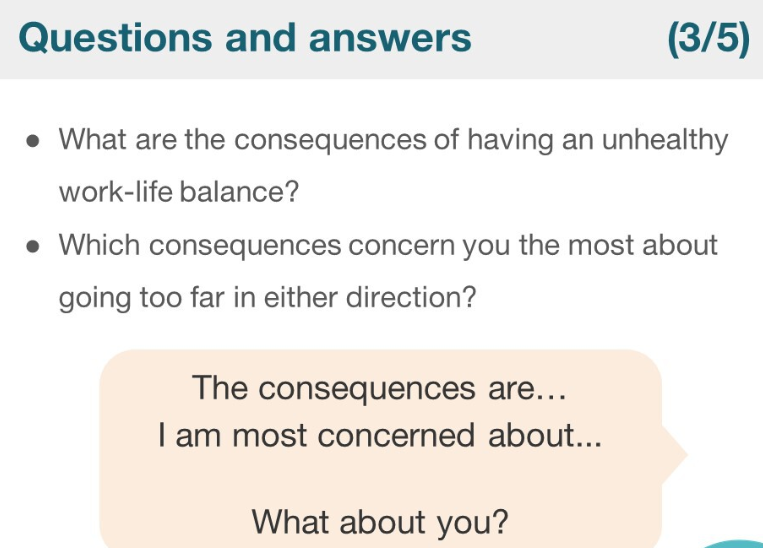 Questions and answers (3/5)
● What are the consequences of having an unhealthy
work-life balance?
● Which consequences concern you the most about
going too far in either direction?
The consequences are...
I am most concerned about...
What about you?